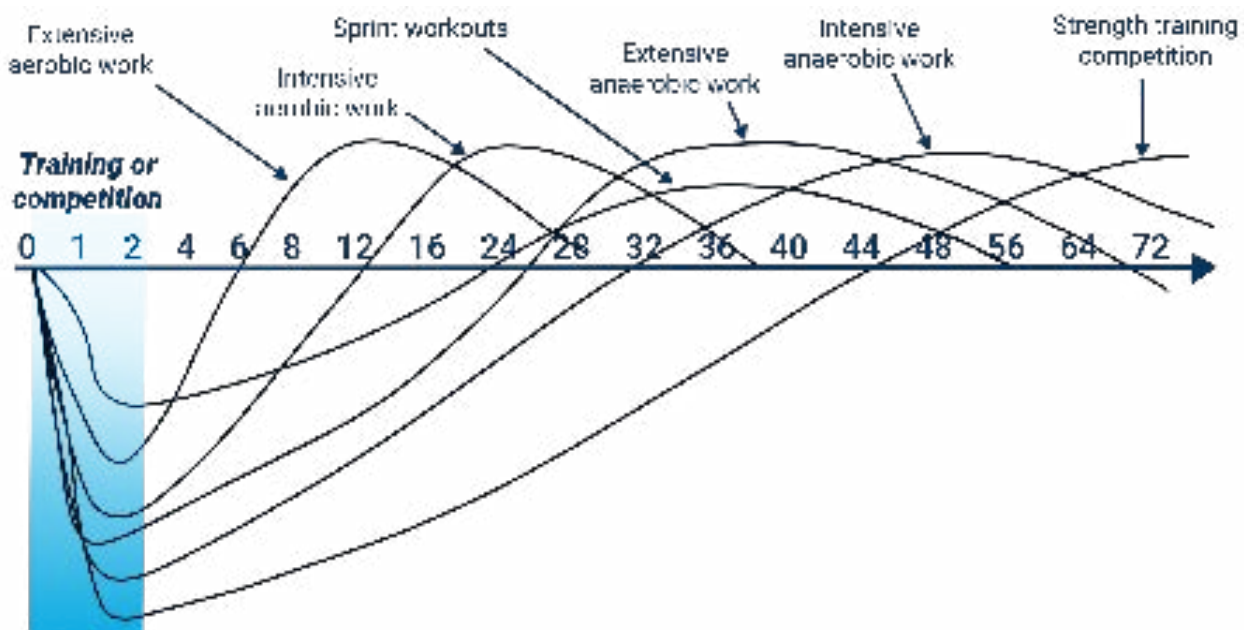 Extensive
aerobic work
Sprint workouts
Intensive
aerobic work
Extensive
anaerobic work
Intensive
anaerobic work
Strength training
competition
Training or
competition
0 1 2 4 6 8 12 16 24 28 32 36 40 44 48 56 64 72